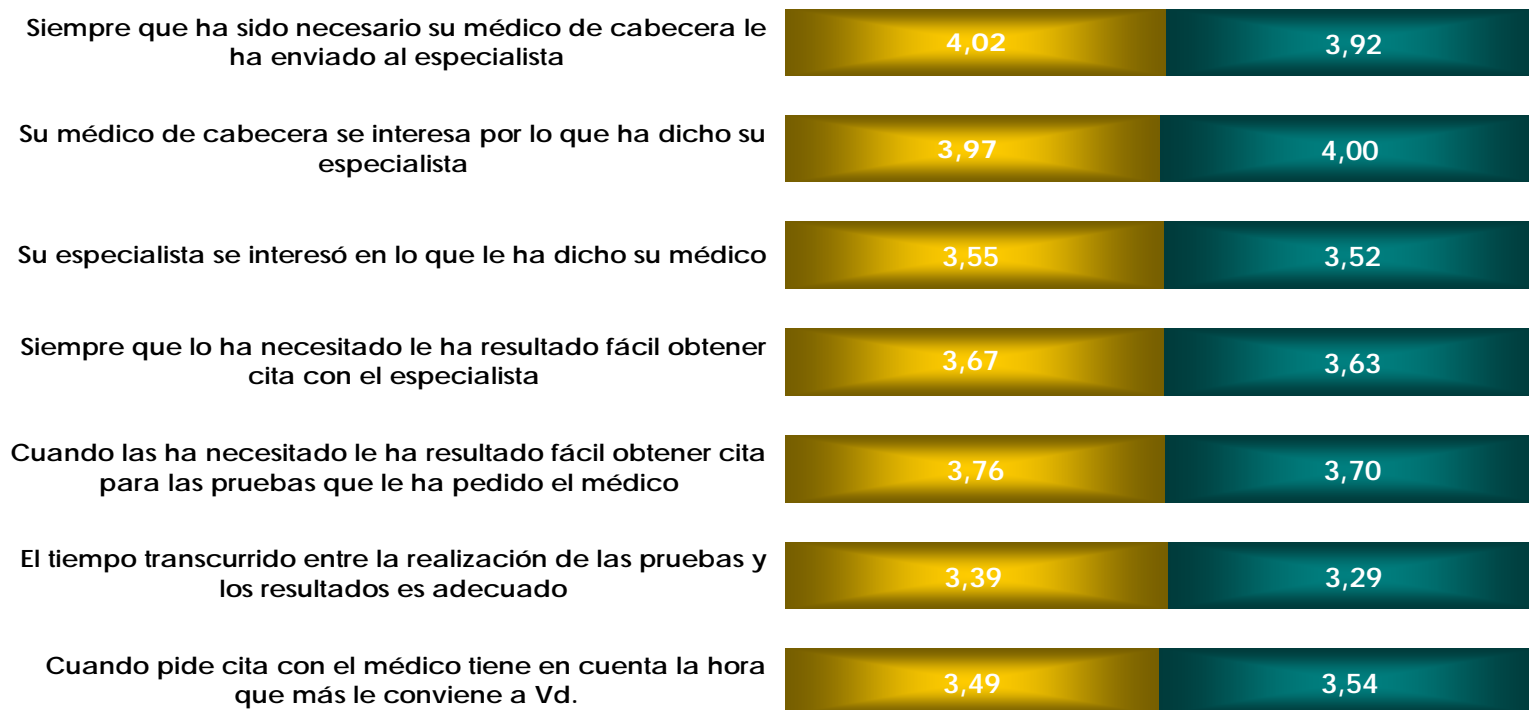 Siempre que ha sido necesario su médico de cabecera le
ha enviado al especialista
4,02
3,92
Su médico de cabecera se interesa por lo que ha dicho su
especialista
3,97
4,00
Su especialista se interesó en lo que le ha dicho su médico
3,55
3,52
Siempre que lo ha necesitado le ha resultado fácil obtener
cita con el especialista
3,67
3,63
Cuando las ha necesitado le ha resultado fácil obtener cita
para las pruebas que le ha pedido el médico
3,76
3,70
El tiempo transcurrido entre la realización de las pruebas y
los resultados es adecuado
3,39
3,29
Cuando pide cita con el médico tiene en cuenta la hora
que más le conviene a Vd.
3,49
3,54